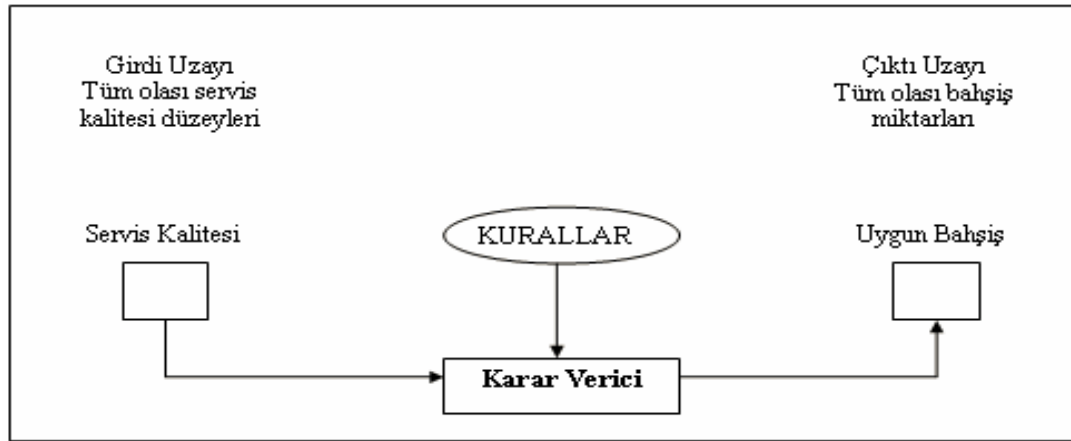 Girdi Uzayı
Tüm olası servis
kalitesi düzeyleri
Çıktı Uzayı
Tüm olası bahşiş
miktarları
Servis Kalitesi
KURALLAR
Uygun Bahşiş
Karar Verici